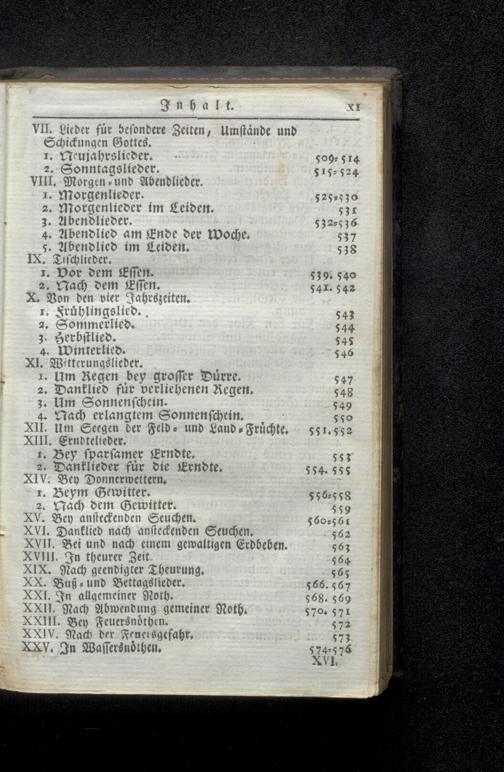 Inhalt. XI
VII. Lieder für besondere Zeiten, Umstände und
Schickungen Gottes.
1. Neujahrslieder. 509=514
2. Sonntagslieder. 515=524
VIII. Morgen= und Abendlieder.
1. Morgenlieder. 525=530
2. Morgenlieder im Leiden. 531
3. Abendlieder. 532=536
4. Abendlied am Ende der Woche. 537
5. Abendlied im Leiden. 538
IX. Tischlieder.
1. Vor dem Essen. 539. 540
2. Nach dem Essen. 541. 542
X. Von den vier Jahrszeiten.
1. Frühlingslied. 543
2. Sommerlied. 544
3. Herbstlied. 545
4. Winterlied. 546
XI. Witterungslieder.
1. Um Regen bey grosser Dürre. 547
2. Danklied für verliehenen Regen. 548
3. Um Sonnenschein. 549
4. Nach erlangtem Sonnenschein. 550
XII. Um Seegen der Feld= und Land=Früchte. 551.552
XIII. Erndtelieder.
1. Bey sparsamer Erndte. 553
2. Danklieder für die Erndte. 554. 555
XIV. Bey Donnerwettern.
1. Beym Gewitter. 556=558
2. Nach dem Gewitter. 559
XV. Bey ansteckenden Seuchen. 560=561
XVI. Danklied nach ansteckenden Seuchen. 562
XVII. Bei und nach einem gewaltigen Erdbeben. 563
XVIII. In theurer Zeit 564
XIX. Nach geendigter Theurung. 565
XX. Buß= und Bettagslieder. 566. 567
XXI. In allgemeiner Noth. 568. 569
XXII. Nach Abwendung gemeiner Noth. 570. 571
XXIII. Bey Feuersnöthen. 572
XXIV. Nach der Feuersgefahr. 573
XXV. In Wassersnöthen. 574=576
XVI.